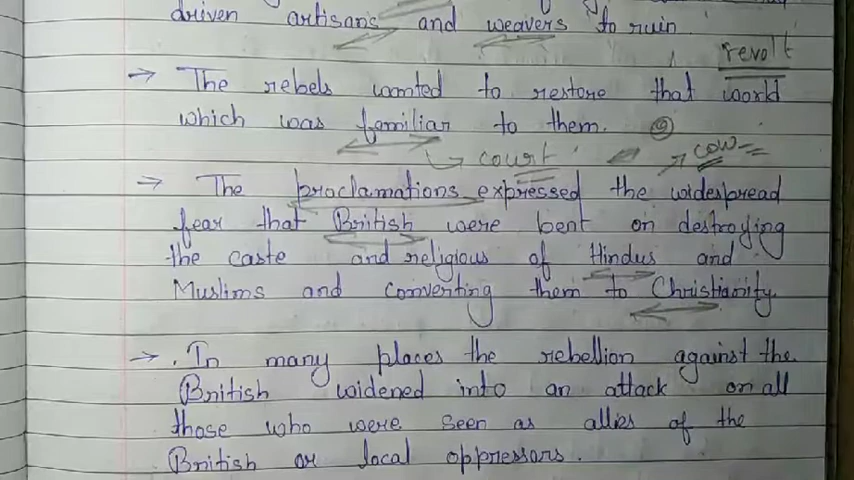 driven artisans and weavers to ruin
revolt
→ The rebels wanted to restore that world
which was familiar to them.
↳ court
cow
→ The proclamations expressed the widespread
fear that British were bent on destroying
the caste and religious of Hindus and
Muslims and converting them to Christianity.
→ In many places the rebellion against the
British widened into an attack on all
those who were seen as allies of the
British or local oppressors.